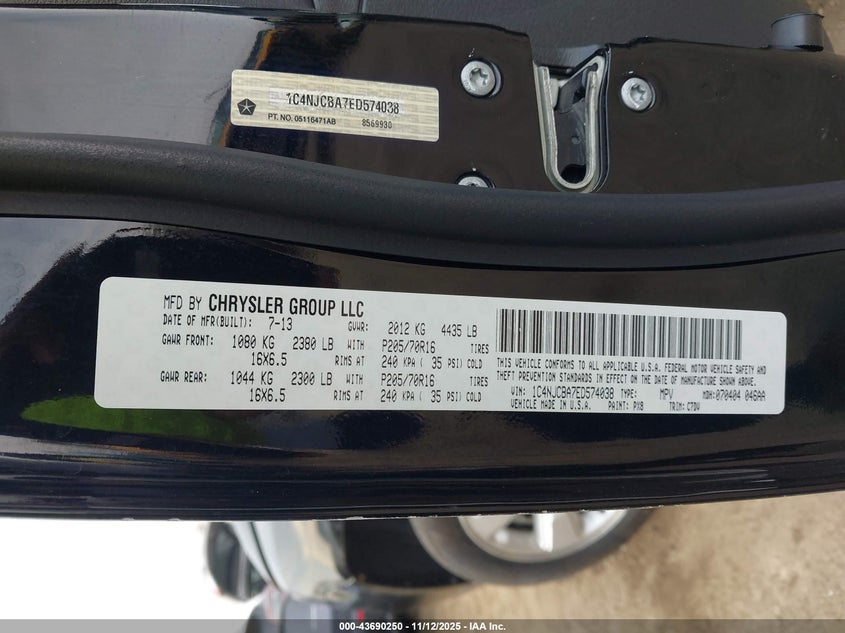 1C4NJCBA7ED574038
PT. NO. 05116471AB 8569930
MFD BY CHRYSLER GROUP LLC
DATE OF MFR(BUILT): 7-13 GVWR: 2012 KG 4435 LB
GAWR FRONT: 1080 KG 2380 LB WITH P205/70R16 TIRES
16X6.5 RIMS AT 240 KPA ( 35 PSI) COLD
GAWR REAR: 1044 KG 2300 LB WITH P205/70R16 TIRES
16X6.5 RIMS AT 240 KPA ( 35 PSI) COLD
THIS VEHICLE CONFORMS TO ALL APPLICABLE U.S.A. FEDERAL MOTOR VEHICLE SAFETY AND
THEFT PREVENTION STANDARDS IN EFFECT ON THE DATE OF MANUFACTURE SHOWN ABOVE.
VIN: 1C4NJCBA7ED574038 TYPE: MPV MDH: 070404 046AA
VEHICLE MADE IN U.S.A. PAINT: PX8 TRIM: C7DV
000-43690250 - 11/12/2025 - IAA Inc.